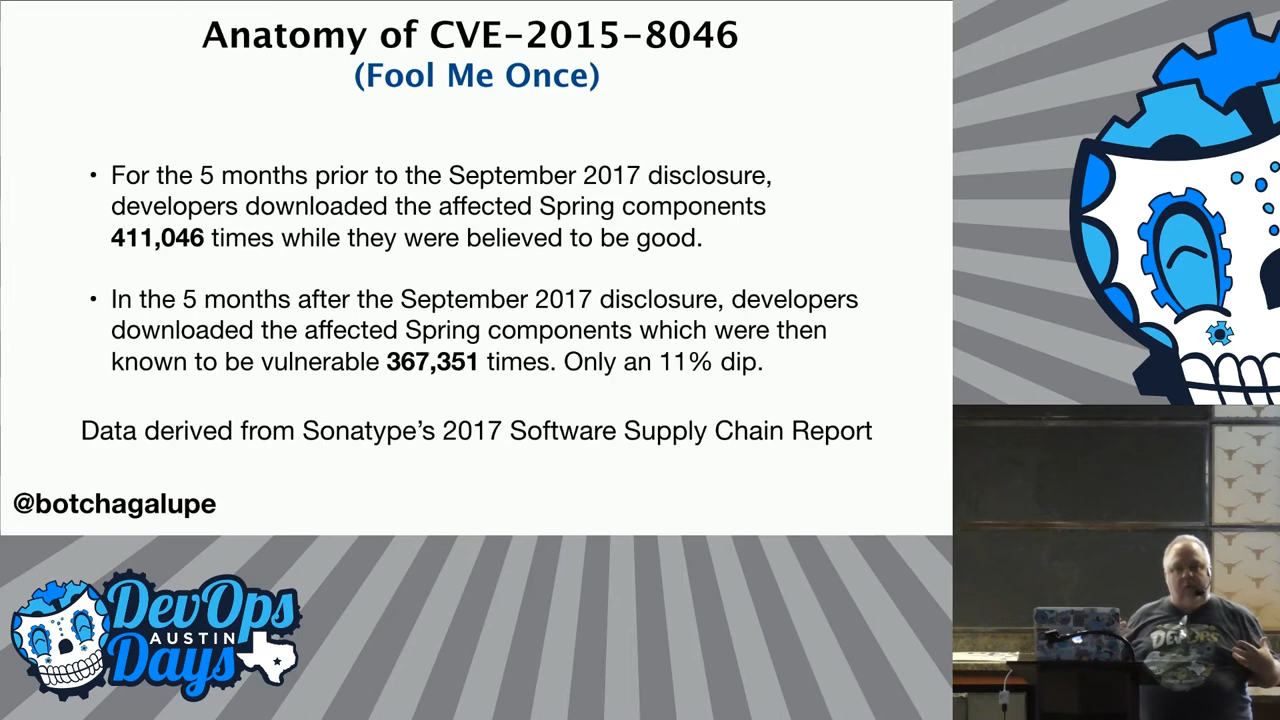 Anatomy of CVE-2015-8046
(Fool Me Once)
• For the 5 months prior to the September 2017 disclosure,
developers downloaded the affected Spring components
411,046 times while they were believed to be good.
• In the 5 months after the September 2017 disclosure, developers
downloaded the affected Spring components which were then
known to be vulnerable 367,351 times. Only an 11% dip.
Data derived from Sonatype’s 2017 Software Supply Chain Report
@botchagalupe
DevOps
AUSTIN
Days